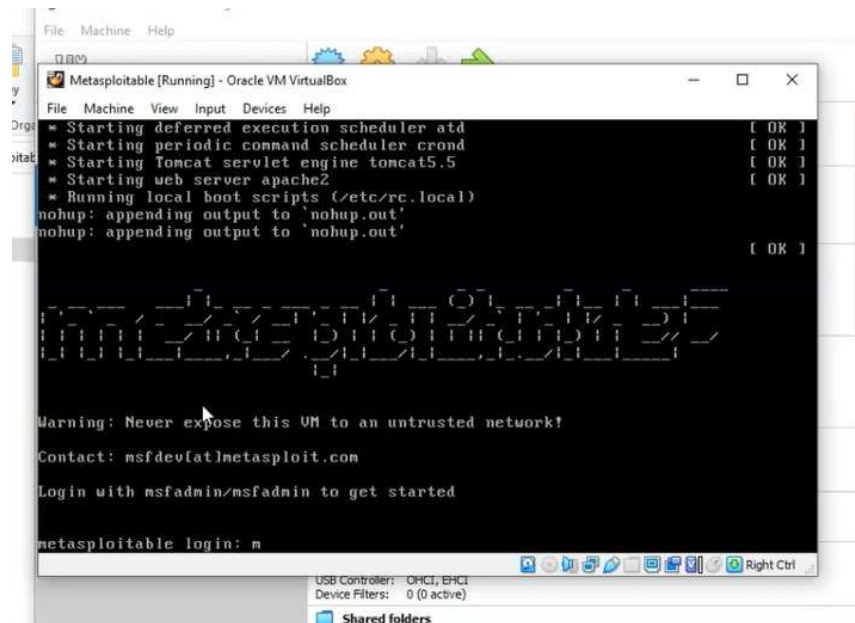 File Machine Help
Metasploitable [Running] - Oracle VM VirtualBox
File Machine View Input Devices Help
* Starting deferred execution scheduler atd [ OK ]
* Starting periodic command scheduler crond [ OK ]
* Starting Tomcat servlet engine tomcat5.5 [ OK ]
* Starting web server apache2 [ OK ]
* Running local boot scripts (/etc/rc.local)
nohup: appending output to `nohup.out'
nohup: appending output to `nohup.out'
[ OK ]
metasploitable2
Warning: Never expose this VM to an untrusted network!
Contact: msfdev[at]metasploit.com
Login with msfadmin/msfadmin to get started
metasploitable login: m
Right Ctrl
USB Controller: OHCI, EHCI
Device Filters: 0 (0 active)
Shared folders